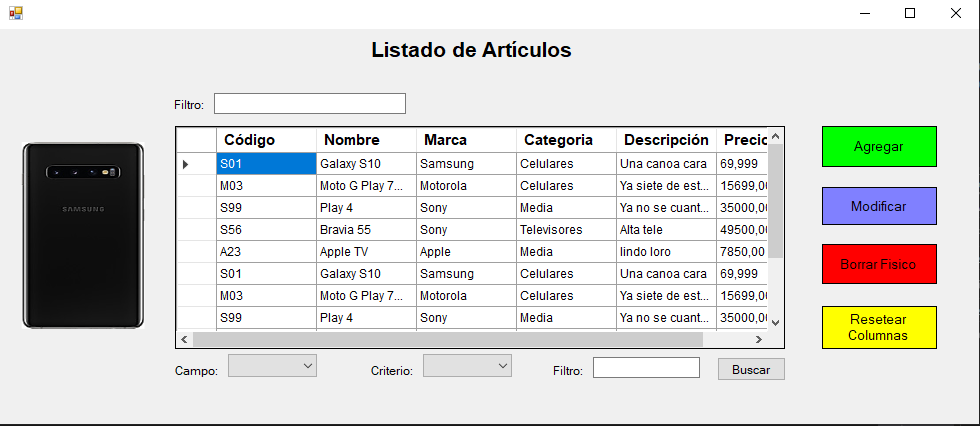 Listado de Artículos
Filtro:
Código Nombre Marca Categoria Descripción Precio
S01 Galaxy S10 Samsung Celulares Una canoa cara 69,999
M03 Moto G Play 7... Motorola Celulares Ya siete de est... 15699,00
S99 Play 4 Sony Media Ya no se cuant... 35000,00
S56 Bravia 55 Sony Televisores Alta tele 49500,00
A23 Apple TV Apple Media lindo loro 7850,00
S01 Galaxy S10 Samsung Celulares Una canoa cara 69,999
M03 Moto G Play 7... Motorola Celulares Ya siete de est... 15699,00
S99 Play 4 Sony Media Ya no se cuant... 35000,00
SAMSUNG
Agregar
Modificar
Borrar Fisico
Resetear
Columnas
Campo: Criterio: Filtro: Buscar